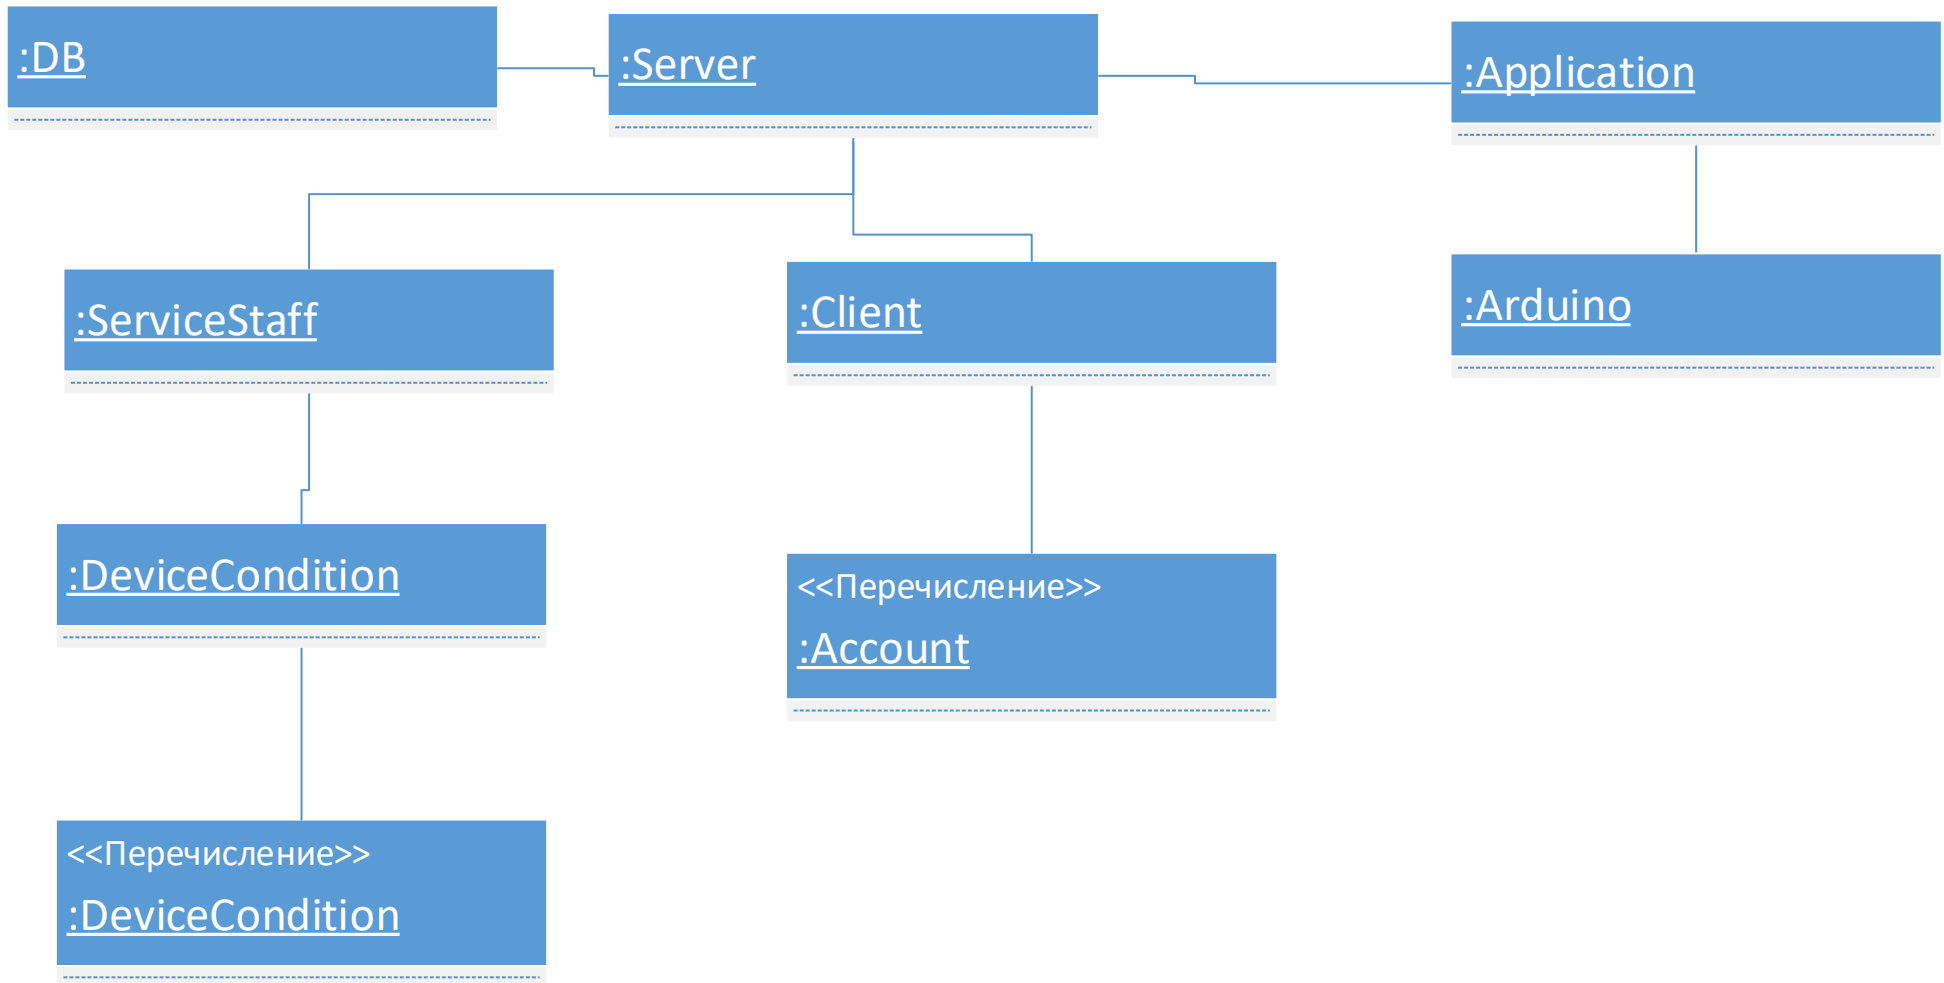 :DB
:Server
:Application
:ServiceStaff
:Client
:Arduino
:DeviceCondition
<<Перечисление>>
:Account
<<Перечисление>>
:DeviceCondition